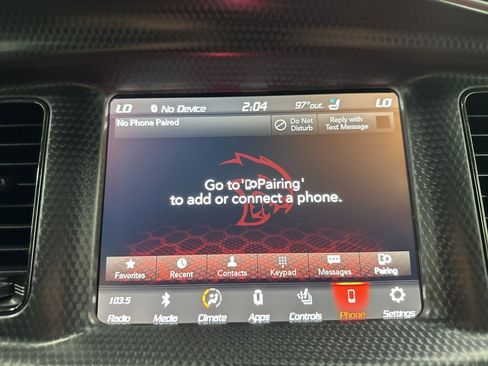 LO No Device 2:04 97°out. LO
No Phone Paired
Do Not
Disturb
Reply with
Text Message
Go to 'Pairing'
to add or connect a phone.
Favorites Recent Contacts Keypad Messages Pairing
103.5
Radio Media Climate Apps Controls Phone Settings